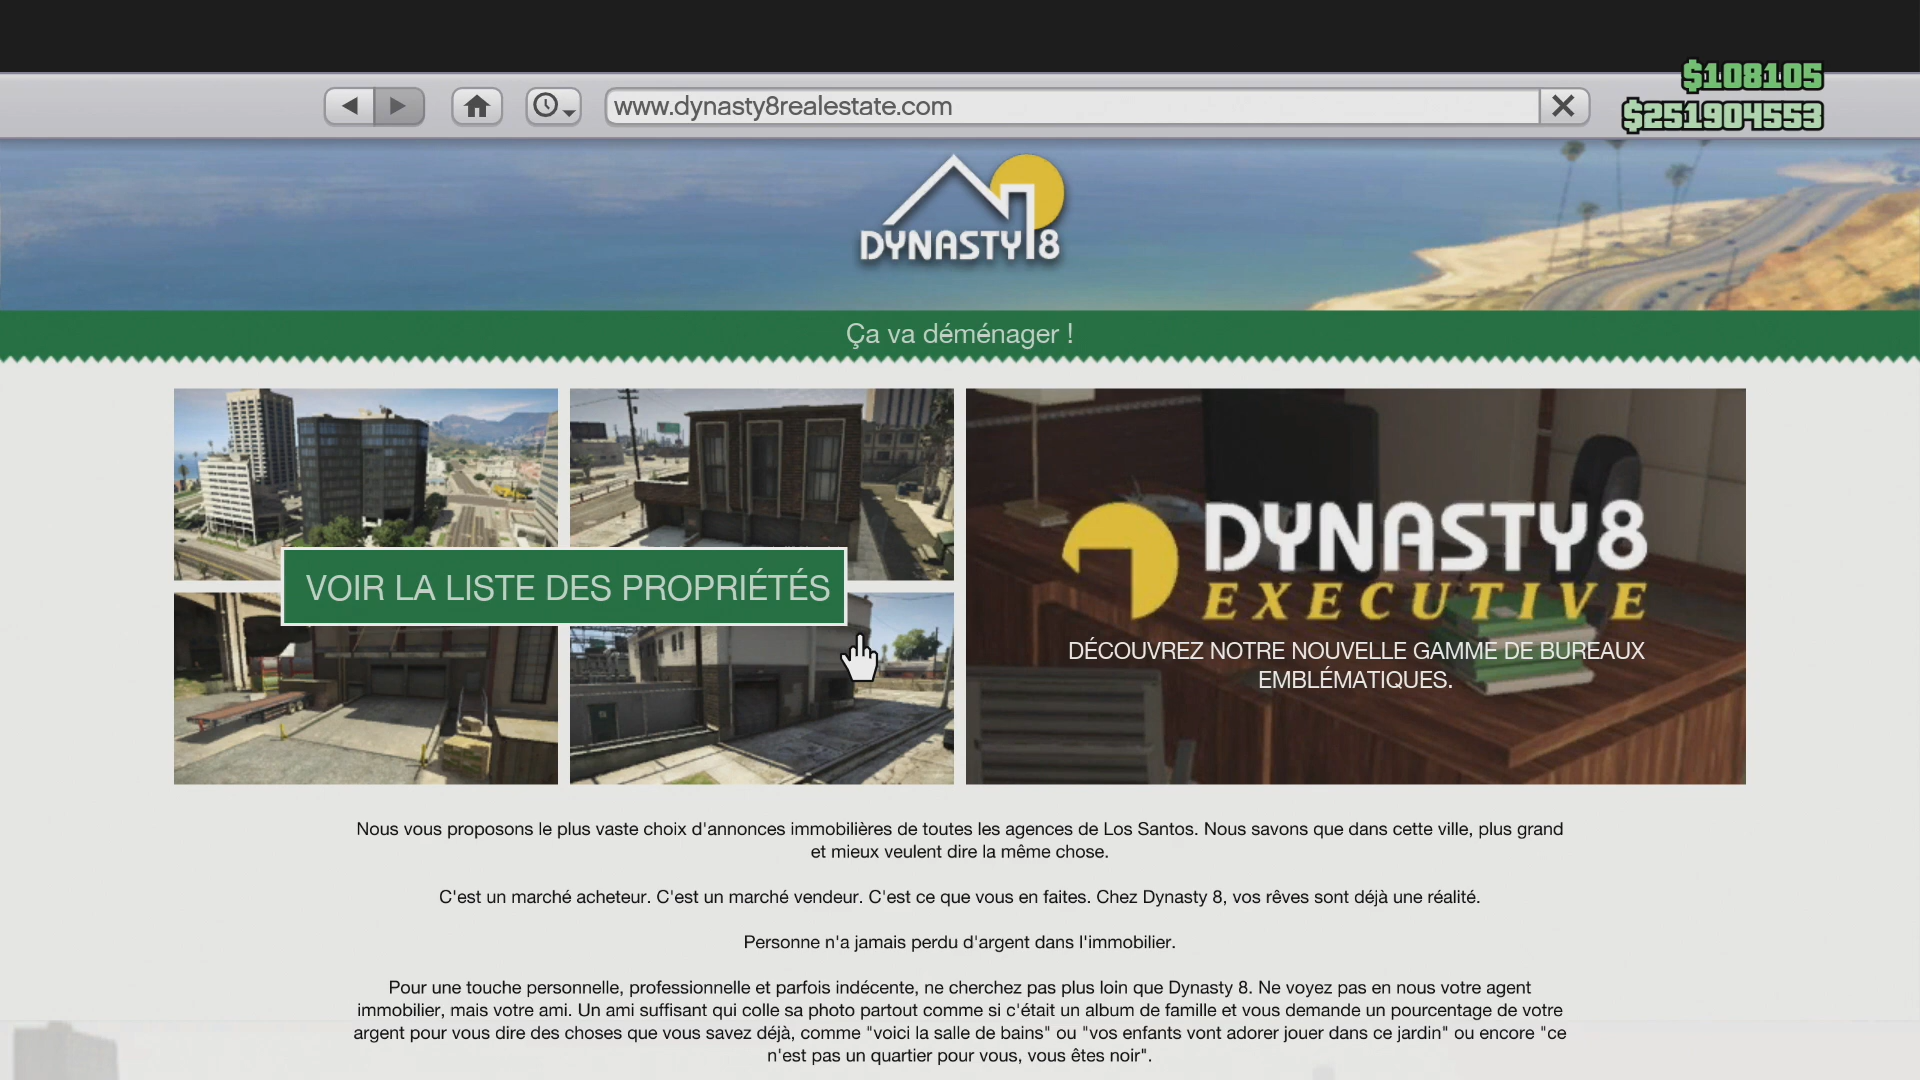 $108105
www.dynasty8realestate.com
$251904553
DYNASTY 8
Ça va déménager !
VOIR LA LISTE DES PROPRIÉTÉS
DYNASTY8
EXECUTIVE
DÉCOUVREZ NOTRE NOUVELLE GAMME DE BUREAUX
EMBLÉMATIQUES.
Nous vous proposons le plus vaste choix d'annonces immobilières de toutes les agences de Los Santos. Nous savons que dans cette ville, plus grand
et mieux veulent dire la même chose.
C'est un marché acheteur. C'est un marché vendeur. C'est ce que vous en faites. Chez Dynasty 8, vos rêves sont déjà une réalité.
Personne n'a jamais perdu d'argent dans l'immobilier.
Pour une touche personnelle, professionnelle et parfois indécente, ne cherchez pas plus loin que Dynasty 8. Ne voyez pas en nous votre agent
immobilier, mais votre ami. Un ami suffisant qui colle sa photo partout comme si c'était un album de famille et vous demande un pourcentage de votre
argent pour vous dire des choses que vous savez déjà, comme "voici la salle de bains" ou "vos enfants vont adorer jouer dans ce jardin" ou encore "ce
n'est pas un quartier pour vous, vous êtes noir".